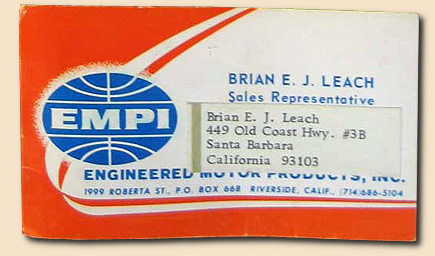 EMPI
BRIAN E. J. LEACH
Sales Representative
Brian E. J. Leach
449 Old Coast Hwy. #3B
Santa Barbara
California 93103
ENGINEERED MOTOR PRODUCTS, INC.
1999 ROBERTA ST., P.O. BOX 668 RIVERSIDE, CALIF., (714) 686-5104